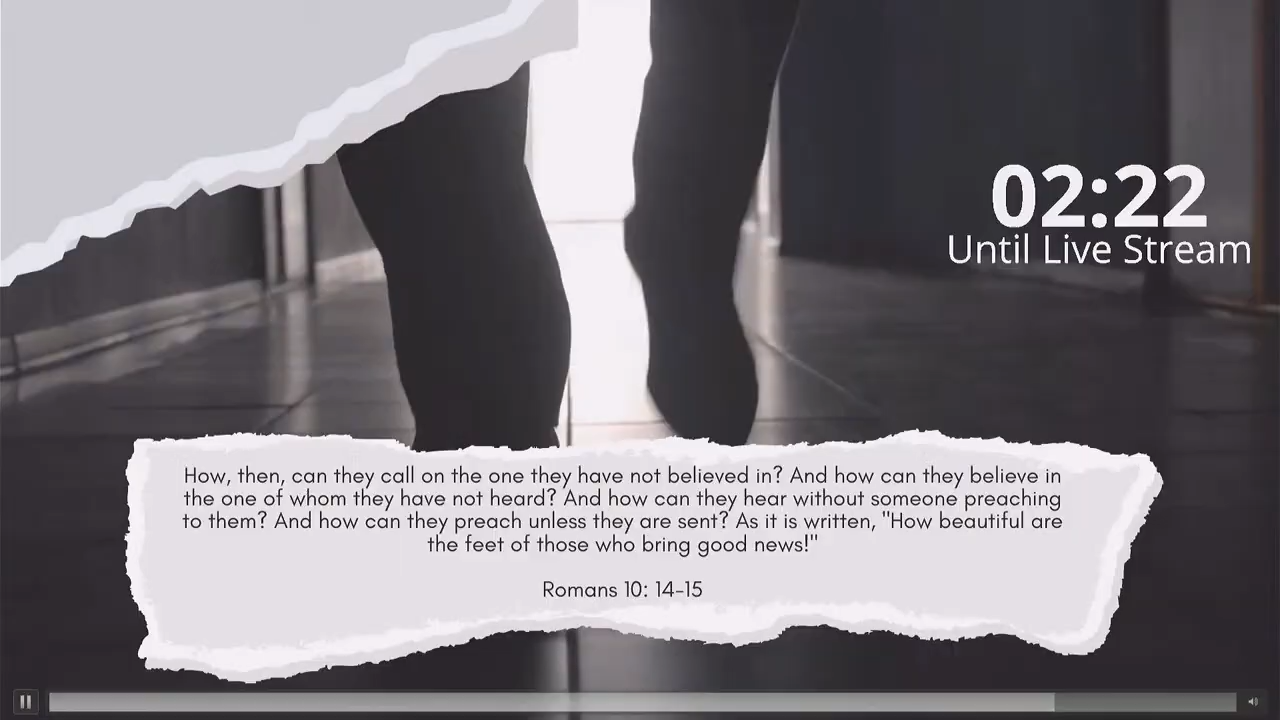 02:22
Until Live Stream
How, then, can they call on the one they have not believed in? And how can they believe in
the one of whom they have not heard? And how can they hear without someone preaching
to them? And how can they preach unless they are sent? As it is written, "How beautiful are
the feet of those who bring good news!"
Romans 10: 14-15